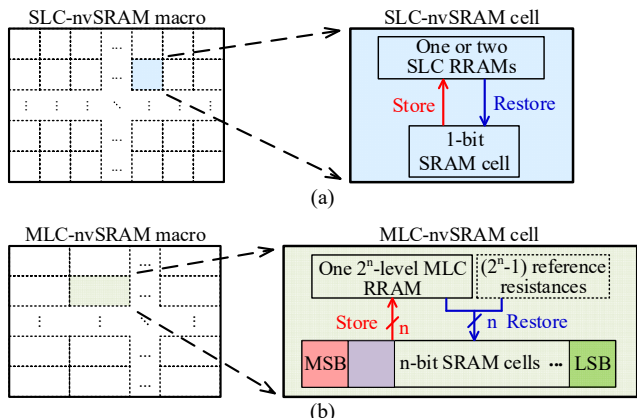 SLC-nvSRAM macro
SLC-nvSRAM cell
One or two
SLC RRAMs
Store
Restore
1-bit
SRAM cell
(a)
MLC-nvSRAM macro
MLC-nvSRAM cell
One 2ⁿ-level MLC
RRAM
(2ⁿ-1) reference
resistances
Store
n
n
Restore
MSB
n-bit SRAM cells
...
LSB
(b)